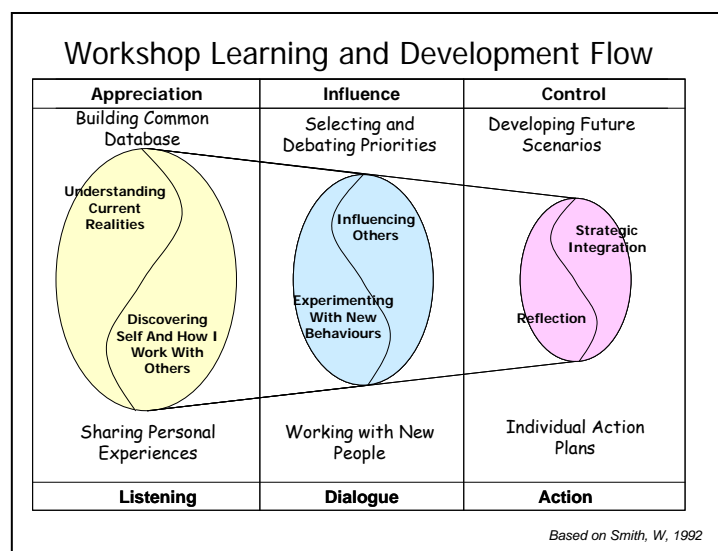 Workshop Learning and Development Flow
Appreciation
Influence
Control
Building Common
Database
Selecting and
Debating Priorities
Developing Future
Scenarios
Understanding
Current
Realities
Influencing
Others
Strategic
Integration
Discovering
Self And How I
Work With
Others
Experimenting
With New
Behaviours
Reflection
Sharing Personal
Experiences
Working with New
People
Individual Action
Plans
Listening
Dialogue
Action
Based on Smith, W, 1992